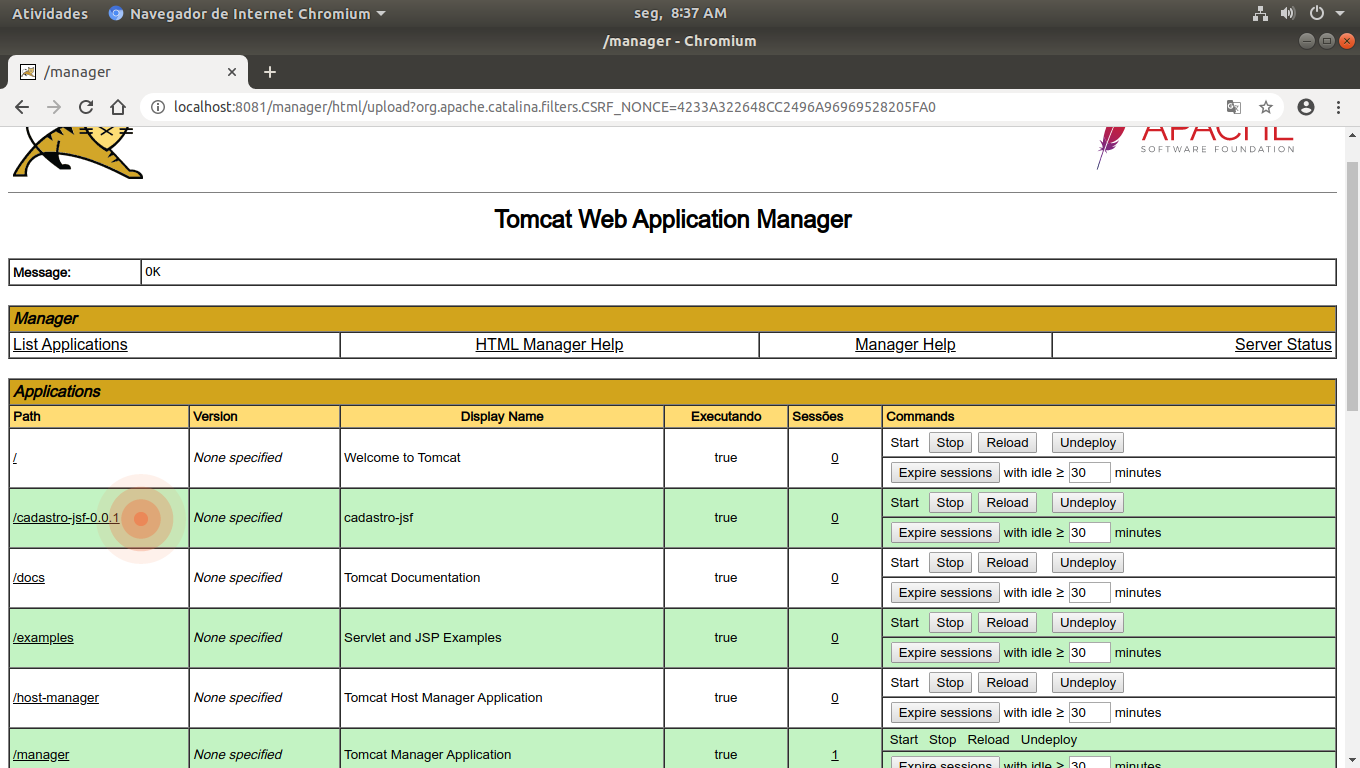 Atividades Navegador de Internet Chromium seg, 8:37 AM
/manager - Chromium
/manager
localhost:8081/manager/html/upload?org.apache.catalina.filters.CSRF_NONCE=4233A322648CC2496A96969528205FA0
APACHE
SOFTWARE FOUNDATION
Tomcat Web Application Manager
Message: OK
Manager
List Applications HTML Manager Help Manager Help Server Status
Applications
Path Version Display Name Executando Sessões Commands
/ None specified Welcome to Tomcat true 0 Start Stop Reload Undeploy
Expire sessions with idle ≥ 30 minutes
/cadastro-jsf-0.0.1 None specified cadastro-jsf true 0 Start Stop Reload Undeploy
Expire sessions with idle ≥ 30 minutes
/docs None specified Tomcat Documentation true 0 Start Stop Reload Undeploy
Expire sessions with idle ≥ 30 minutes
/examples None specified Servlet and JSP Examples true 0 Start Stop Reload Undeploy
Expire sessions with idle ≥ 30 minutes
/host-manager None specified Tomcat Host Manager Application true 0 Start Stop Reload Undeploy
Expire sessions with idle ≥ 30 minutes
/manager None specified Tomcat Manager Application true 1 Start Stop Reload Undeploy
Expire sessions with idle ≥ 30 minutes